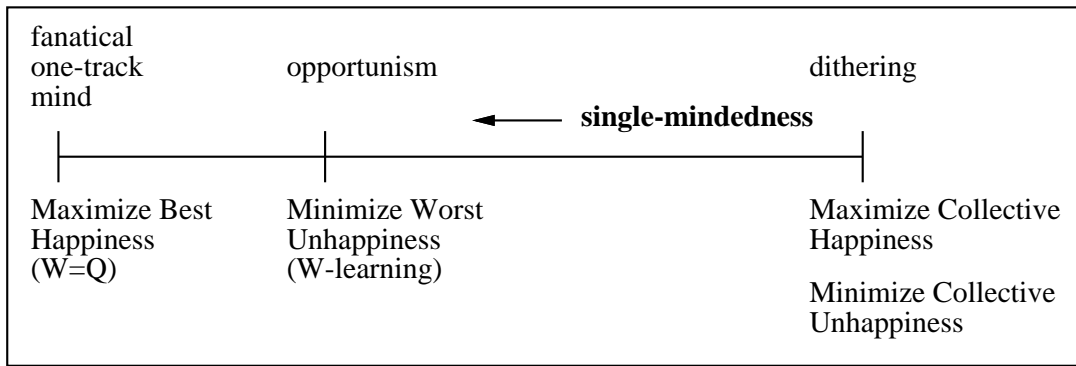 fanatical
one-track
mind
opportunism
dithering
single-mindedness
Maximize Best
Happiness
(W=Q)
Minimize Worst
Unhappiness
(W-learning)
Maximize Collective
Happiness
Minimize Collective
Unhappiness